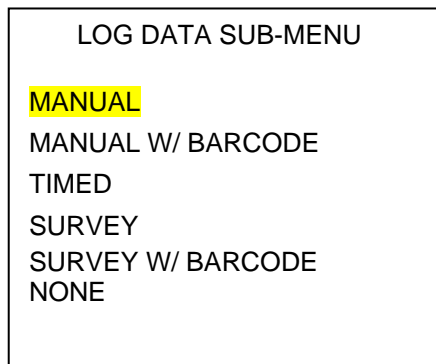 LOG DATA SUB-MENU
MANUAL
MANUAL W/ BARCODE
TIMED
SURVEY
SURVEY W/ BARCODE
NONE